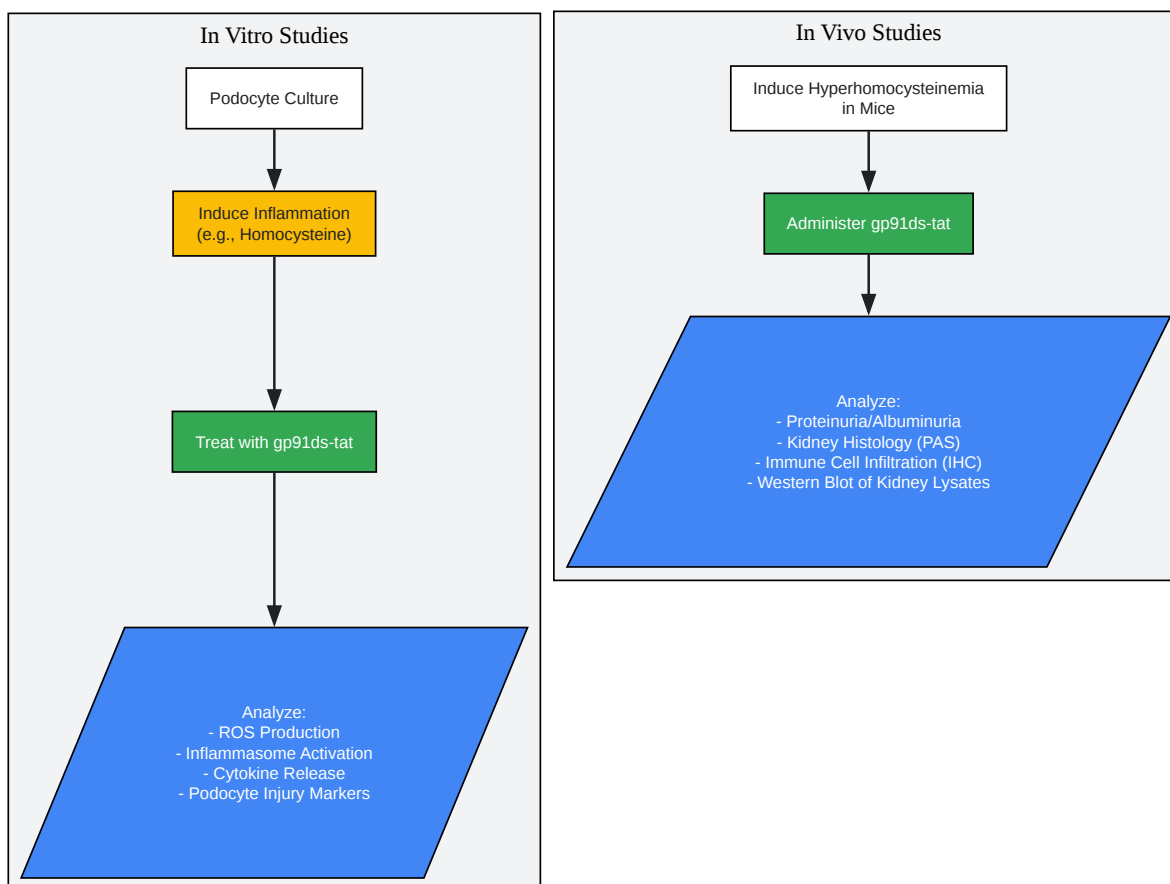 In Vitro Studies
Podocyte Culture
Induce Inflammation
(e.g., Homocysteine)
Treat with gp91ds-tat
Analyze:
- ROS Production
- Inflammasome Activation
- Cytokine Release
- Podocyte Injury Markers
In Vivo Studies
Induce Hyperhomocysteinemia
in Mice
Administer gp91ds-tat
Analyze:
- Proteinuria/Albuminuria
- Kidney Histology (PAS)
- Immune Cell Infiltration (IHC)
- Western Blot of Kidney Lysates